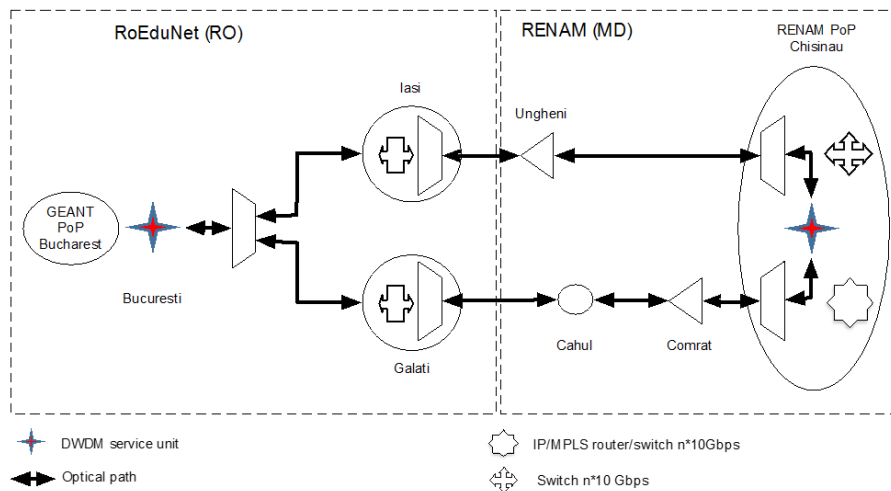 RoEduNet (RO)
RENAM (MD)
RENAM PoP
Chisinau
Iasi
Ungheni
GEANT
PoP
Bucharest
Bucuresti
Galati
Cahul
Comrat
DWDM service unit
IP/MPLS router/switch n*10Gbps
Optical path
Switch n*10 Gbps